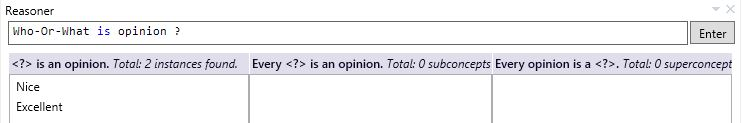 Reasoner
Who-Or-What is opinion ?
Enter
<?> is an opinion. Total: 2 instances found.
Every <?> is an opinion. Total: 0 subconcepts
Every opinion is a <?>. Total: 0 superconcept
Nice
Excellent